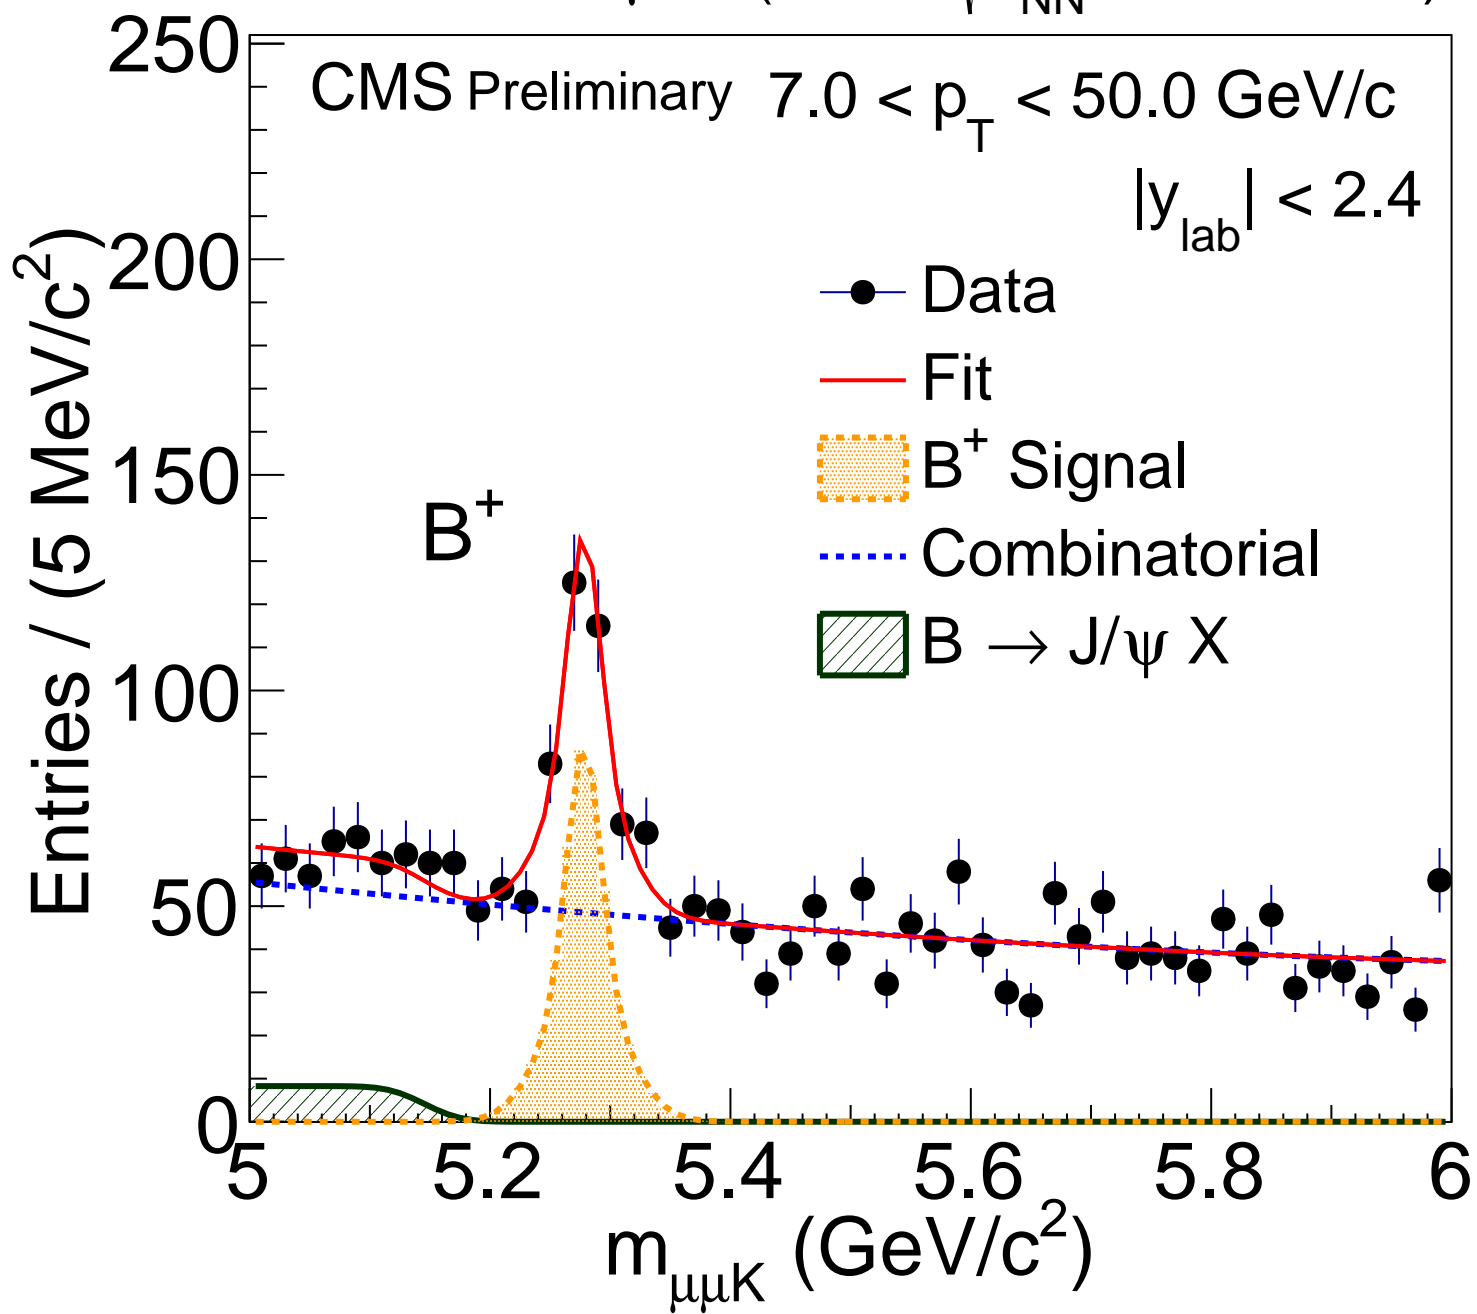 NN
CMS Preliminary 7.0 < p_T < 50.0 GeV/c
|y_lab| < 2.4
Data
Fit
B⁺ Signal
Combinatorial
B → J/ψ X
B⁺
Entries / (5 MeV/c²)
250
200
150
100
50
0
5 5.2 5.4 5.6 5.8 6
m_μμK (GeV/c²)